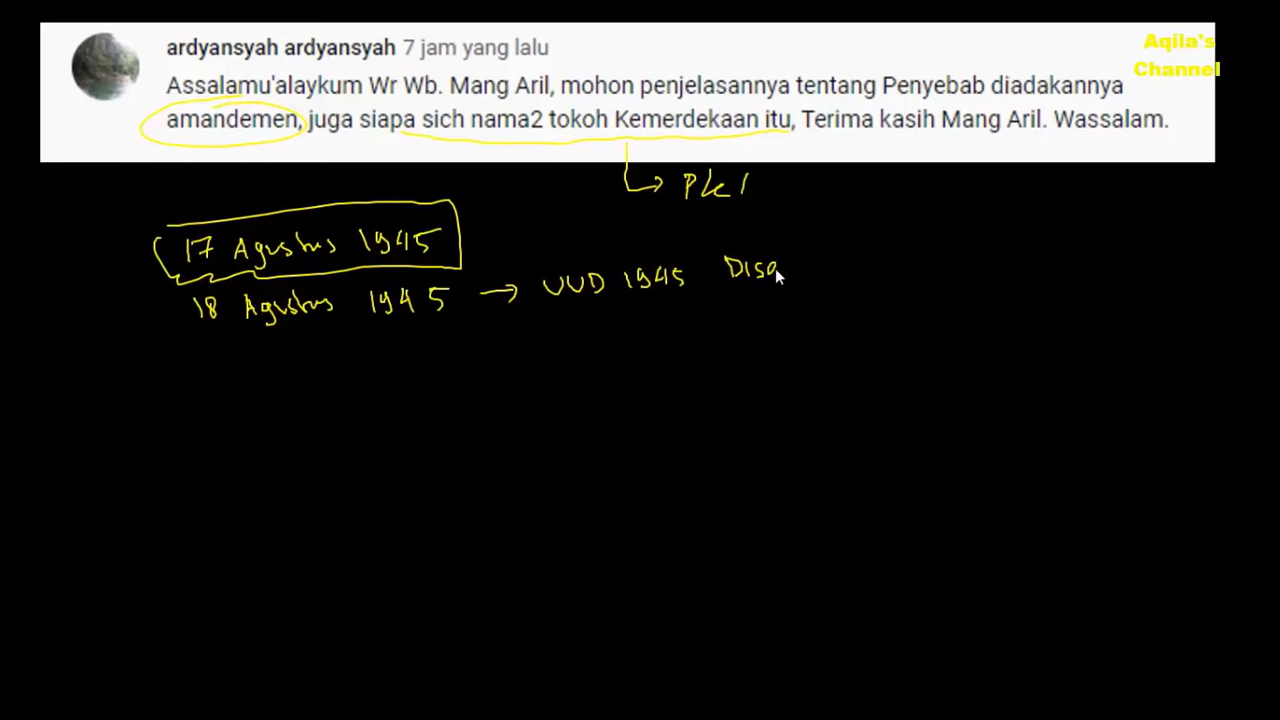 ardyansyah ardyansyah 7 jam yang lalu
Aqila's
Channel
Assalamu'alaykum Wr Wb. Mang Aril, mohon penjelasannya tentang Penyebab diadakannya
amandemen, juga siapa sich nama2 tokoh Kemerdekaan itu, Terima kasih Mang Aril. Wassalam.
17 Agustus 1945
18 Agustus 1945 → UUD 1945